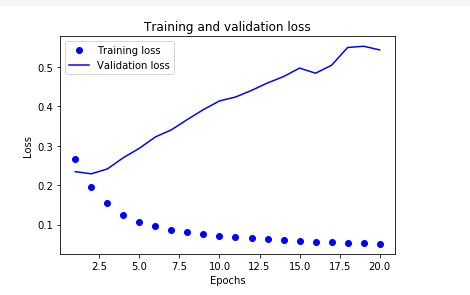 Training and validation loss
Training loss
Validation loss
0.5
0.4
0.3
0.2
0.1
Loss
2.5 5.0 7.5 10.0 12.5 15.0 17.5 20.0
Epochs